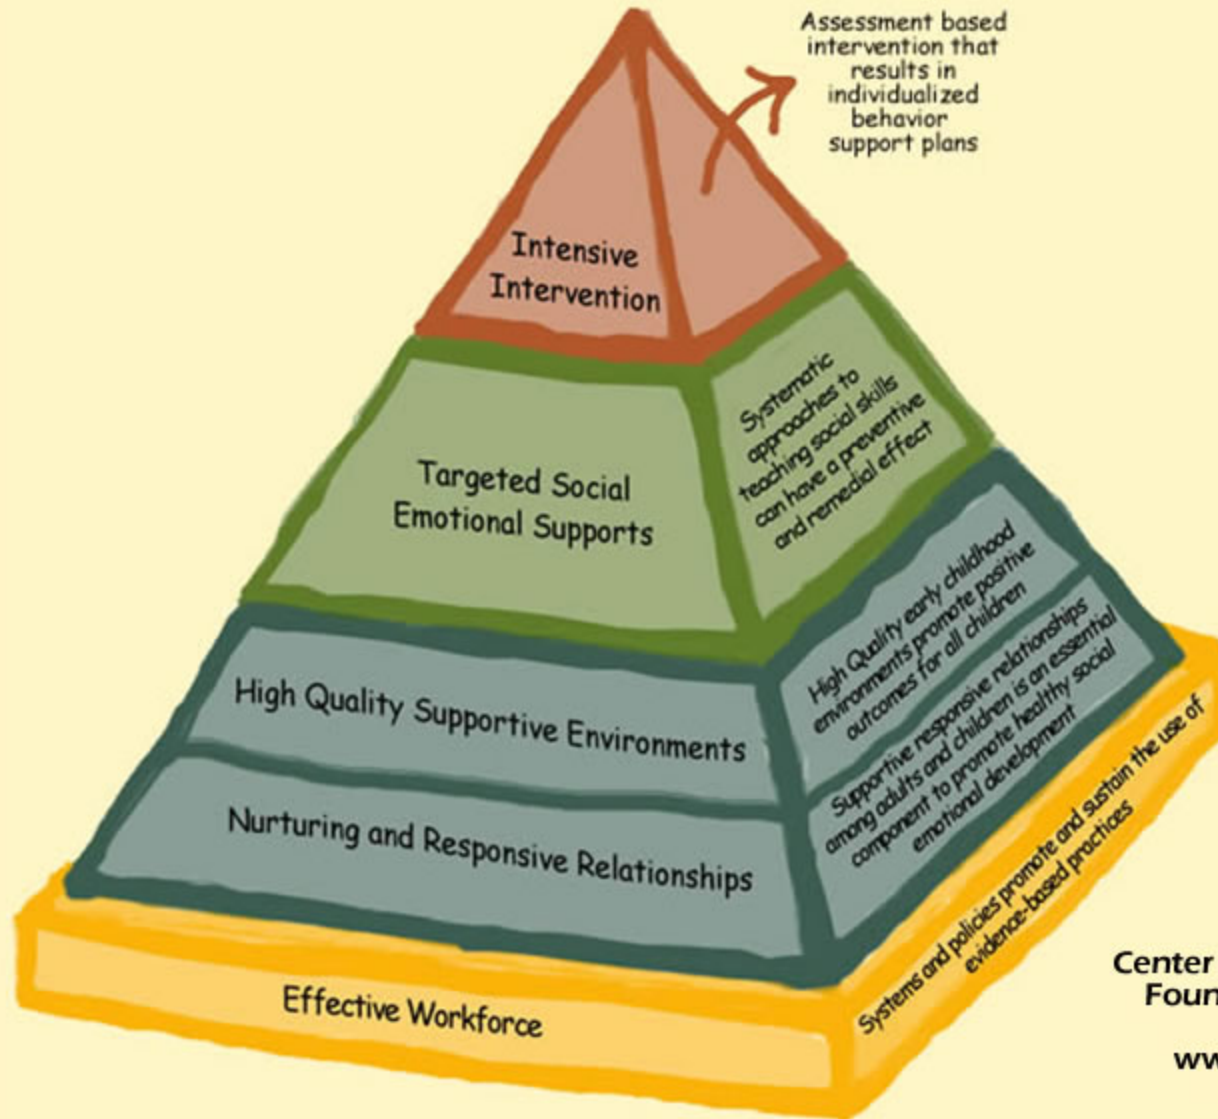 Assessment based
intervention that
results in
individualized
behavior
support plans
Intensive
Intervention
Systematic
approaches to
teaching social skills
can have a preventive
and remedial effect
Targeted Social
Emotional Supports
High Quality early childhood
environments promote positive
outcomes for all children
High Quality Supportive Environments
Supportive responsive relationships
among adults and children is an essential
component to promote healthy social
emotional development
Nurturing and Responsive Relationships
Systems and policies promote and sustain the use of
evidence-based practices
Effective Workforce
Center